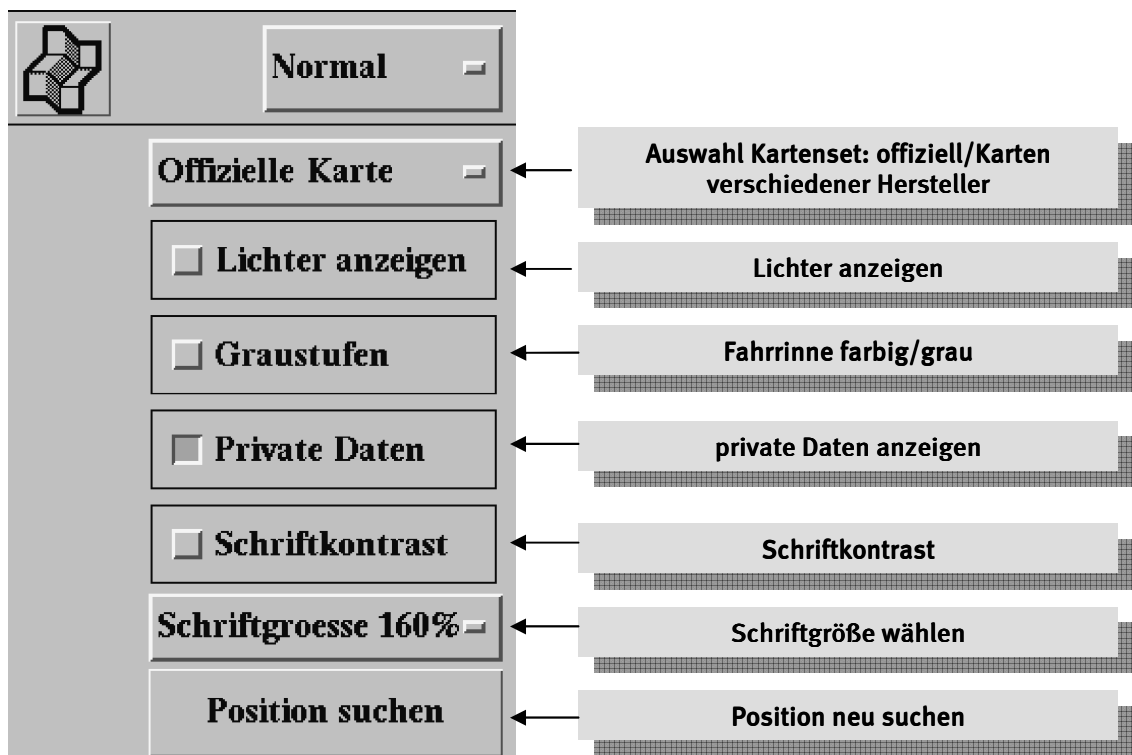 Normal
Offizielle Karte
Auswahl Kartenset: offiziell/Karten
verschiedener Hersteller
Lichter anzeigen
Lichter anzeigen
Graustufen
Fahrrinne farbig/grau
Private Daten
private Daten anzeigen
Schriftkontrast
Schriftkontrast
Schriftgroesse 160%
Schriftgröße wählen
Position suchen
Position neu suchen